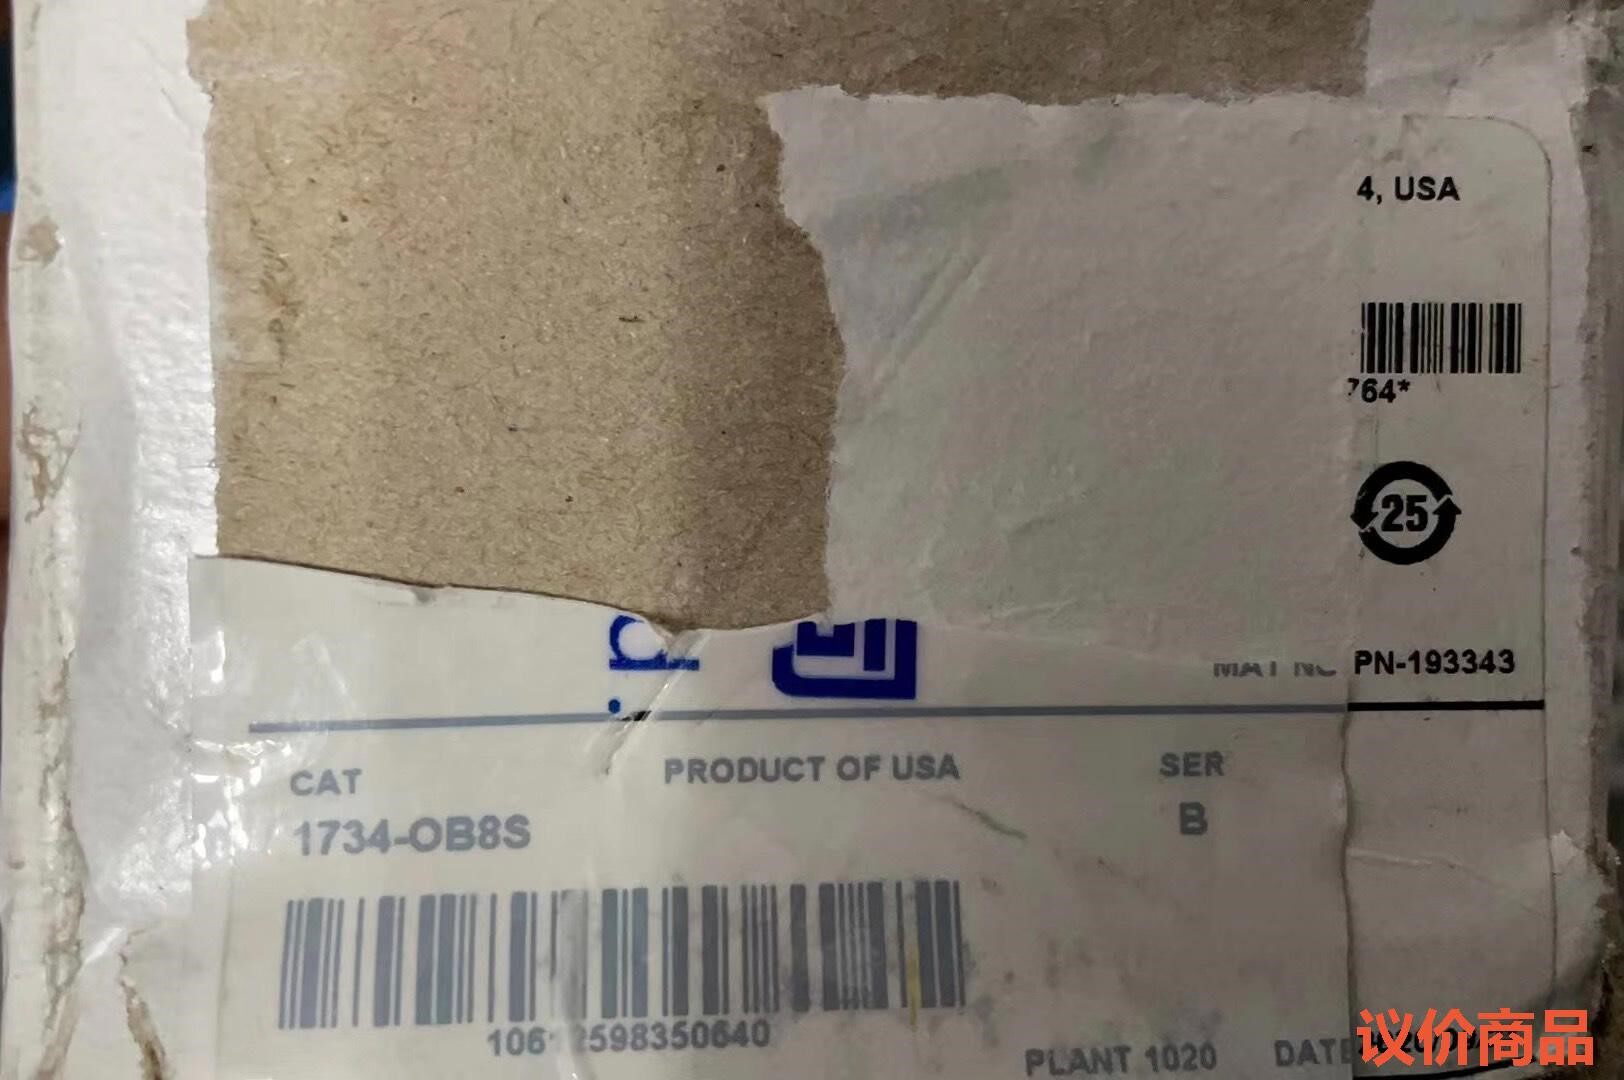 4, USA
764*
25
PN-193343
CAT
PRODUCT OF USA
SER
1734-OB8S
B
PLANT 1020
DATE
议价商品